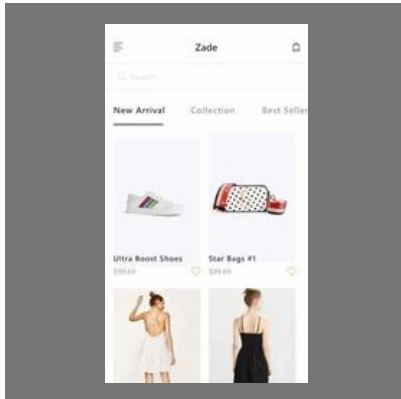 Zade
Search
New Arrival Collection Best Seller
Ultra Boost Shoes Star Bags #1
$99.69 $99.69